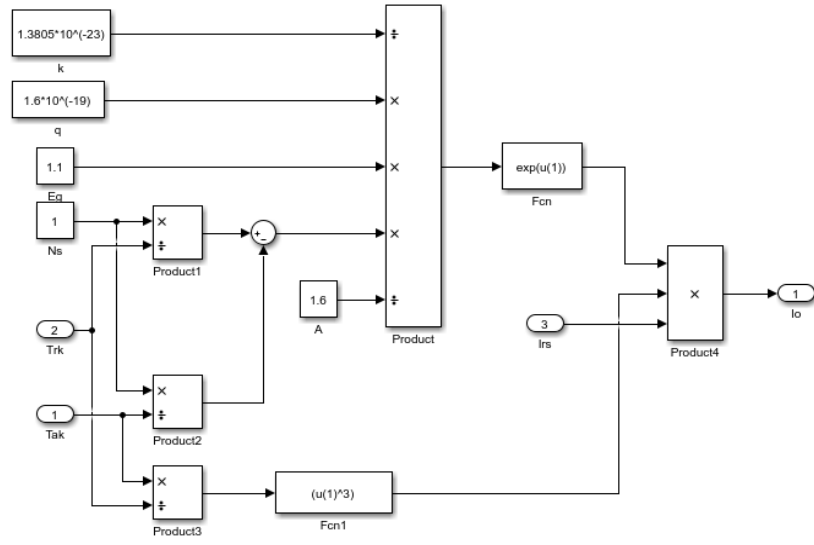 1.3805*10^(-23)
k
÷
1.6*10^(-19)
q
×
1.1
Eg
×
exp(u(1))
Fcn
1
Ns
×
÷
Product1
+
−
×
1.6
A
÷
Product
2
Trk
3
Irs
×
Product4
1
Io
1
Tak
×
÷
Product2
×
÷
Product3
(u(1)^3)
Fcn1